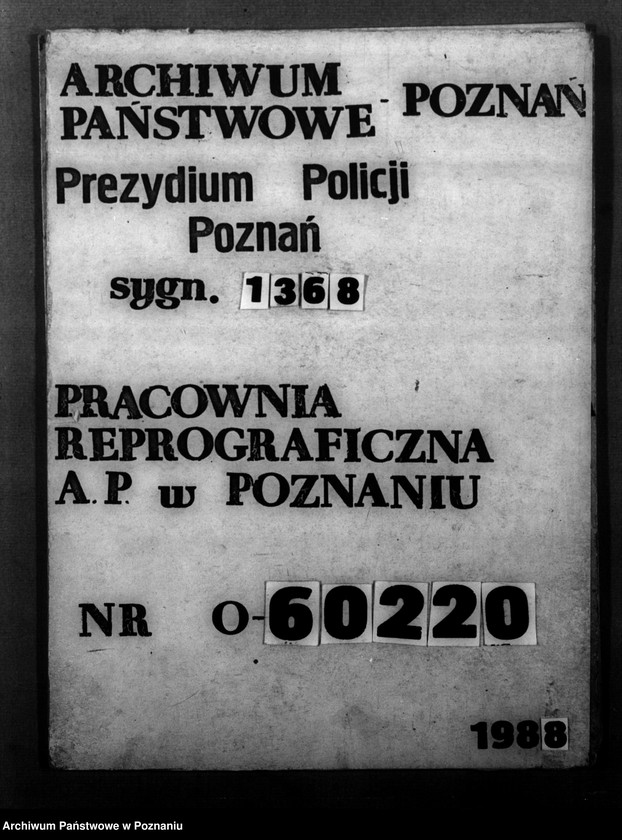 ARCHIWUM
PAŃSTWOWE - POZNAŃ
Prezydium Policji
Poznań
sygn. 1368
PRACOWNIA
REPROGRAFICZNA
A.P. w POZNANIU
NR O-60220
1988
Archiwum Państwowe w Poznaniu